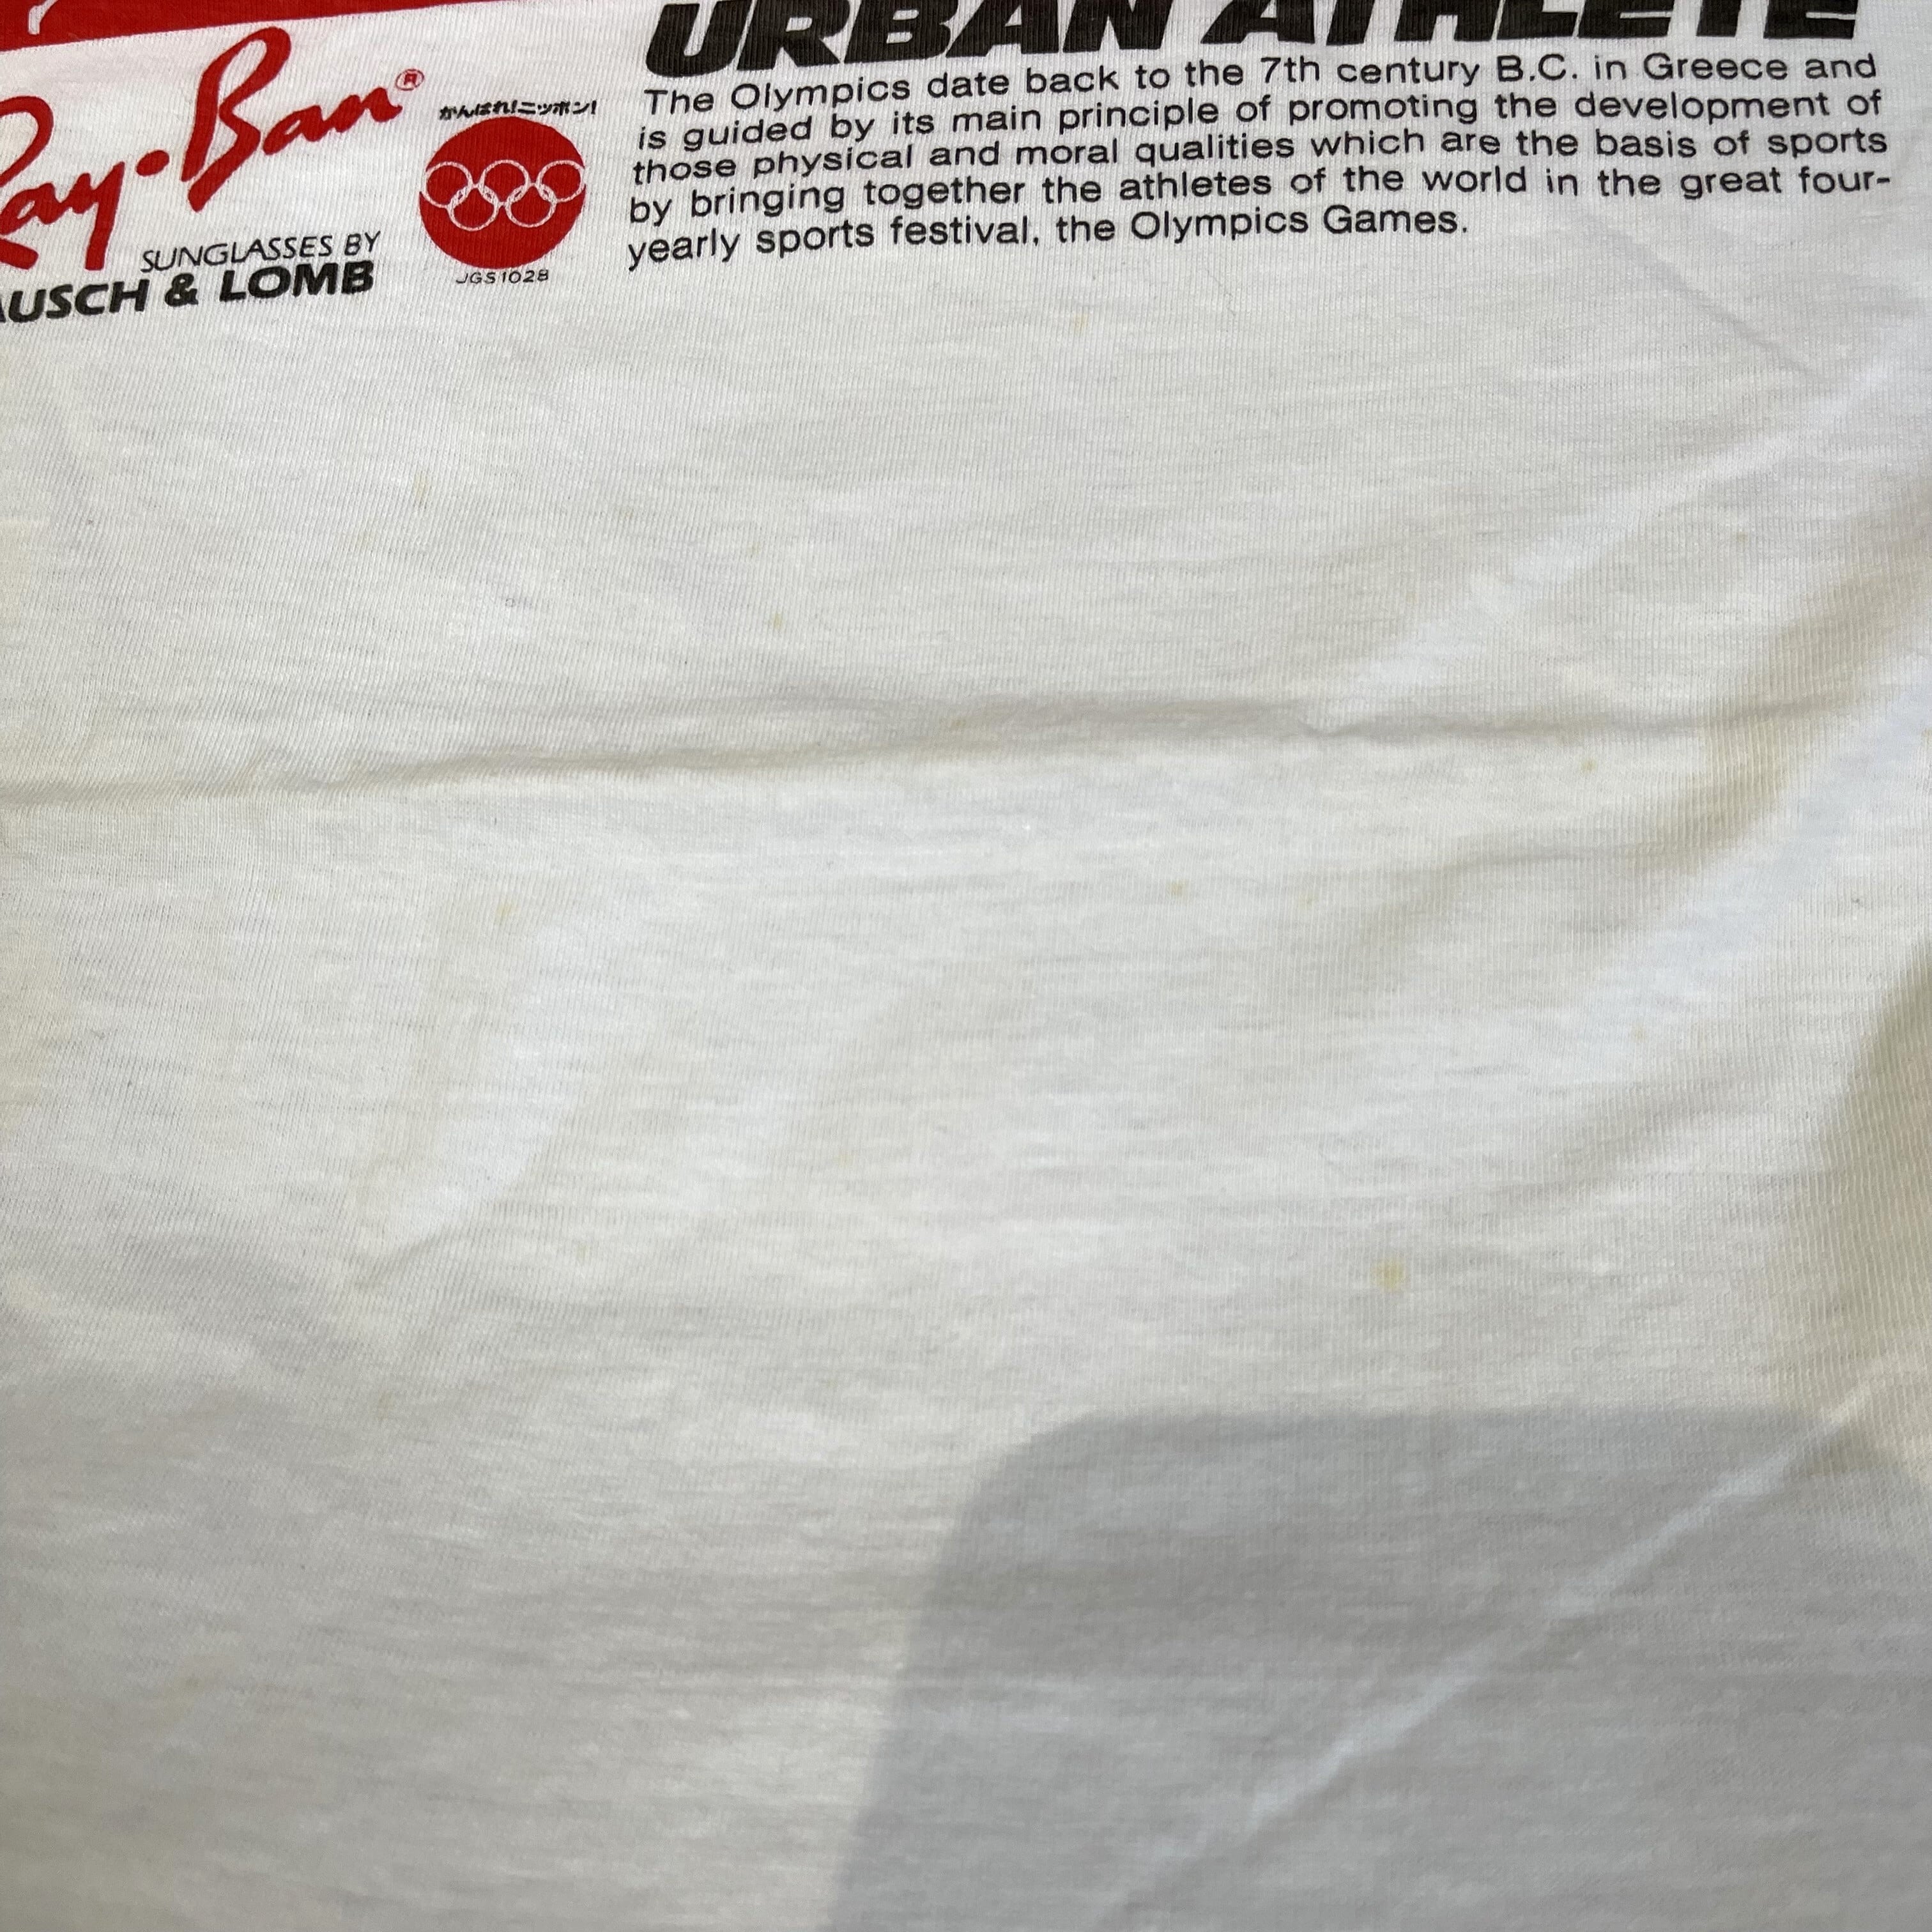 URBAN ATHLETE
Ray-Ban®
SUNGLASSES BY
AUSCH & LOMB
がんばれ!ニッポン!
JGS1028
The Olympics date back to the 7th century B.C. in Greece and
is guided by its main principle of promoting the development of
those physical and moral qualities which are the basis of sports
by bringing together the athletes of the world in the great four-
yearly sports festival, the Olympics Games.